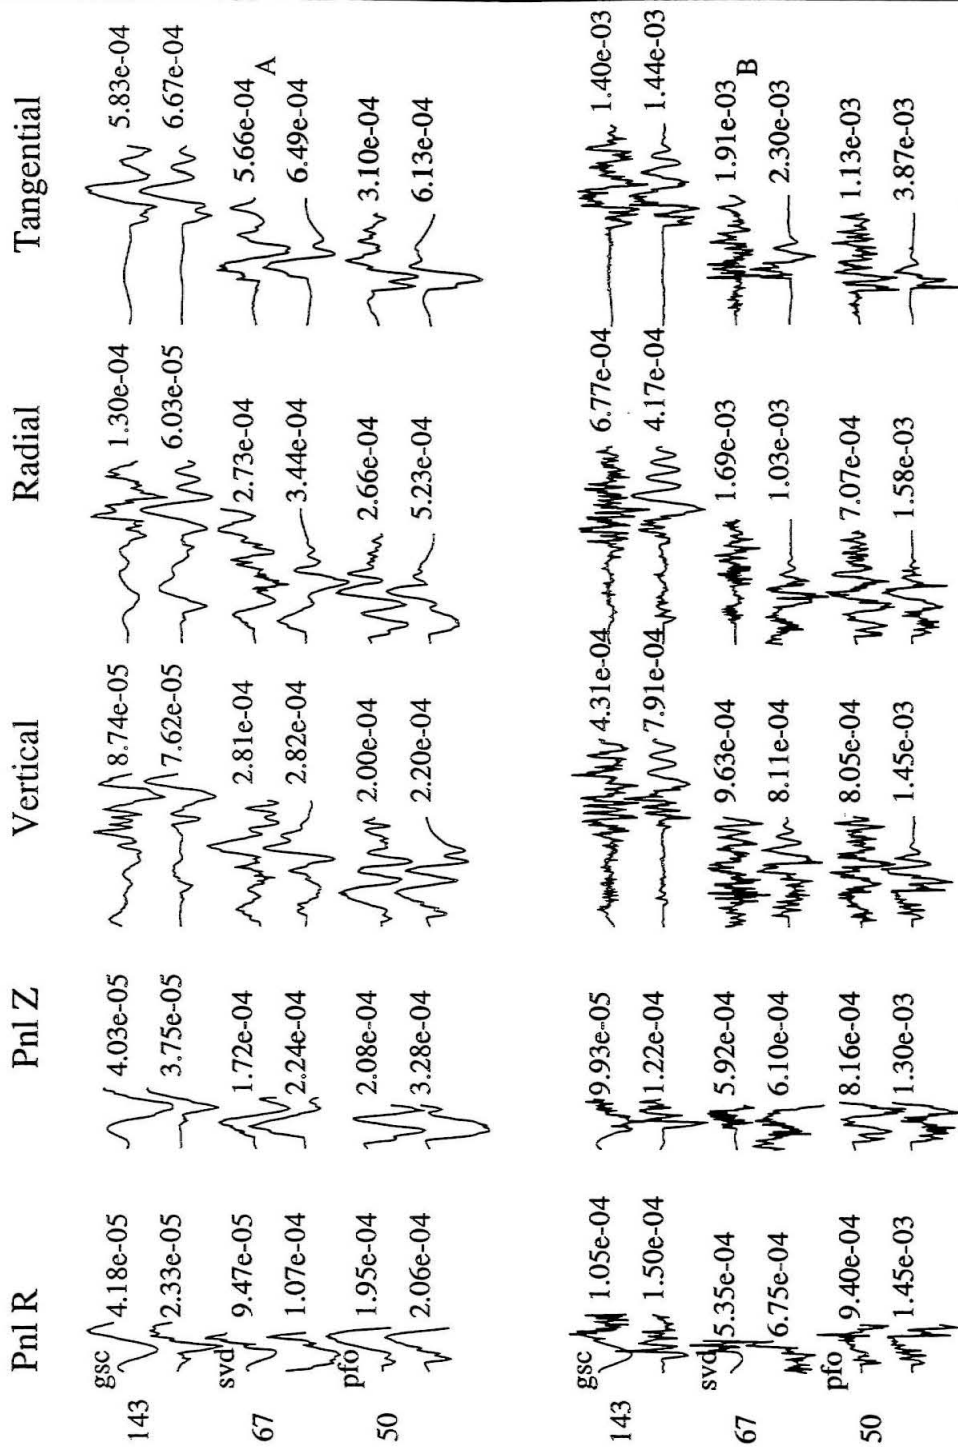 Pnl R Pnl Z Vertical Radial Tangential
143 gsc 4.18e-05 4.03e-05 8.74e-05 1.30e-04 5.83e-04
2.33e-05 3.75e-05 7.62e-05 6.03e-05 6.67e-04
67 svd 9.47e-05 1.72e-04 2.81e-04 2.73e-04 5.66e-04
A
1.07e-04 2.24e-04 2.82e-04 3.44e-04 6.49e-04
50 pfo 1.95e-04 2.08e-04 2.00e-04 2.66e-04 3.10e-04
2.06e-04 3.28e-04 2.20e-04 5.23e-04 6.13e-04
143 gsc 1.05e-04 9.93e-05 4.31e-04 6.77e-04 1.40e-03
1.50e-04 1.22e-04 7.91e-04 4.17e-04 1.44e-03
67 svd 5.35e-04 5.92e-04 9.63e-04 1.69e-03 1.91e-03
B
6.75e-04 6.10e-04 8.11e-04 1.03e-03 2.30e-03
50 pfo 9.40e-04 8.16e-04 8.05e-04 7.07e-04 1.13e-03
1.45e-03 1.30e-03 1.45e-03 1.58e-03 3.87e-03